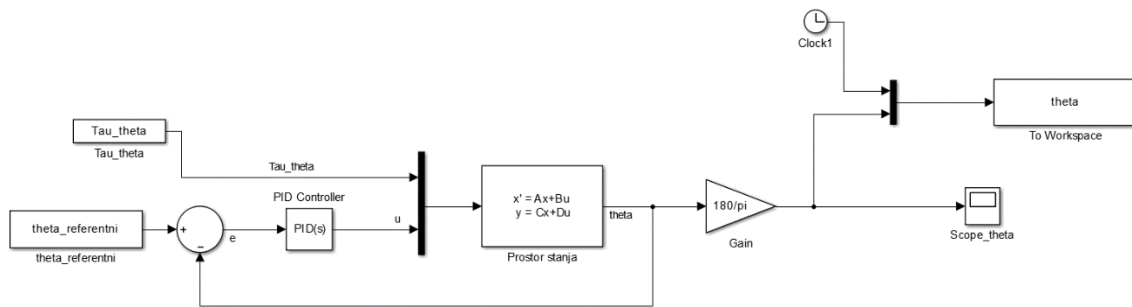 Clock1
theta
To Workspace
Tau_theta
Tau_theta
Tau_theta
PID Controller
x' = Ax+Bu
y = Cx+Du
theta
Prostor stanja
180/pi
Gain
Scope_theta
theta_referentni
theta_referentni
+
−
e
PID(s)
u